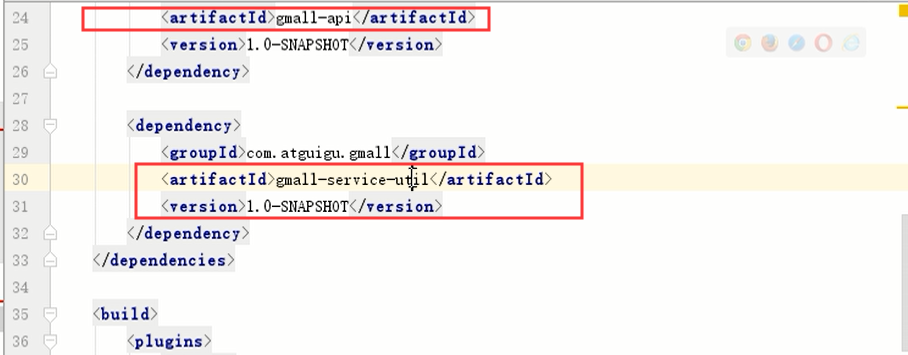 24 <artifactId>gmall-api</artifactId>
25 <version>1.0-SNAPSHOT</version>
26 </dependency>
27
28 <dependency>
29 <groupId>com.atguigu.gmall</groupId>
30 <artifactId>gmall-service-util</artifactId>
31 <version>1.0-SNAPSHOT</version>
32 </dependency>
33 </dependencies>
34
35 <build>
36 <plugins>